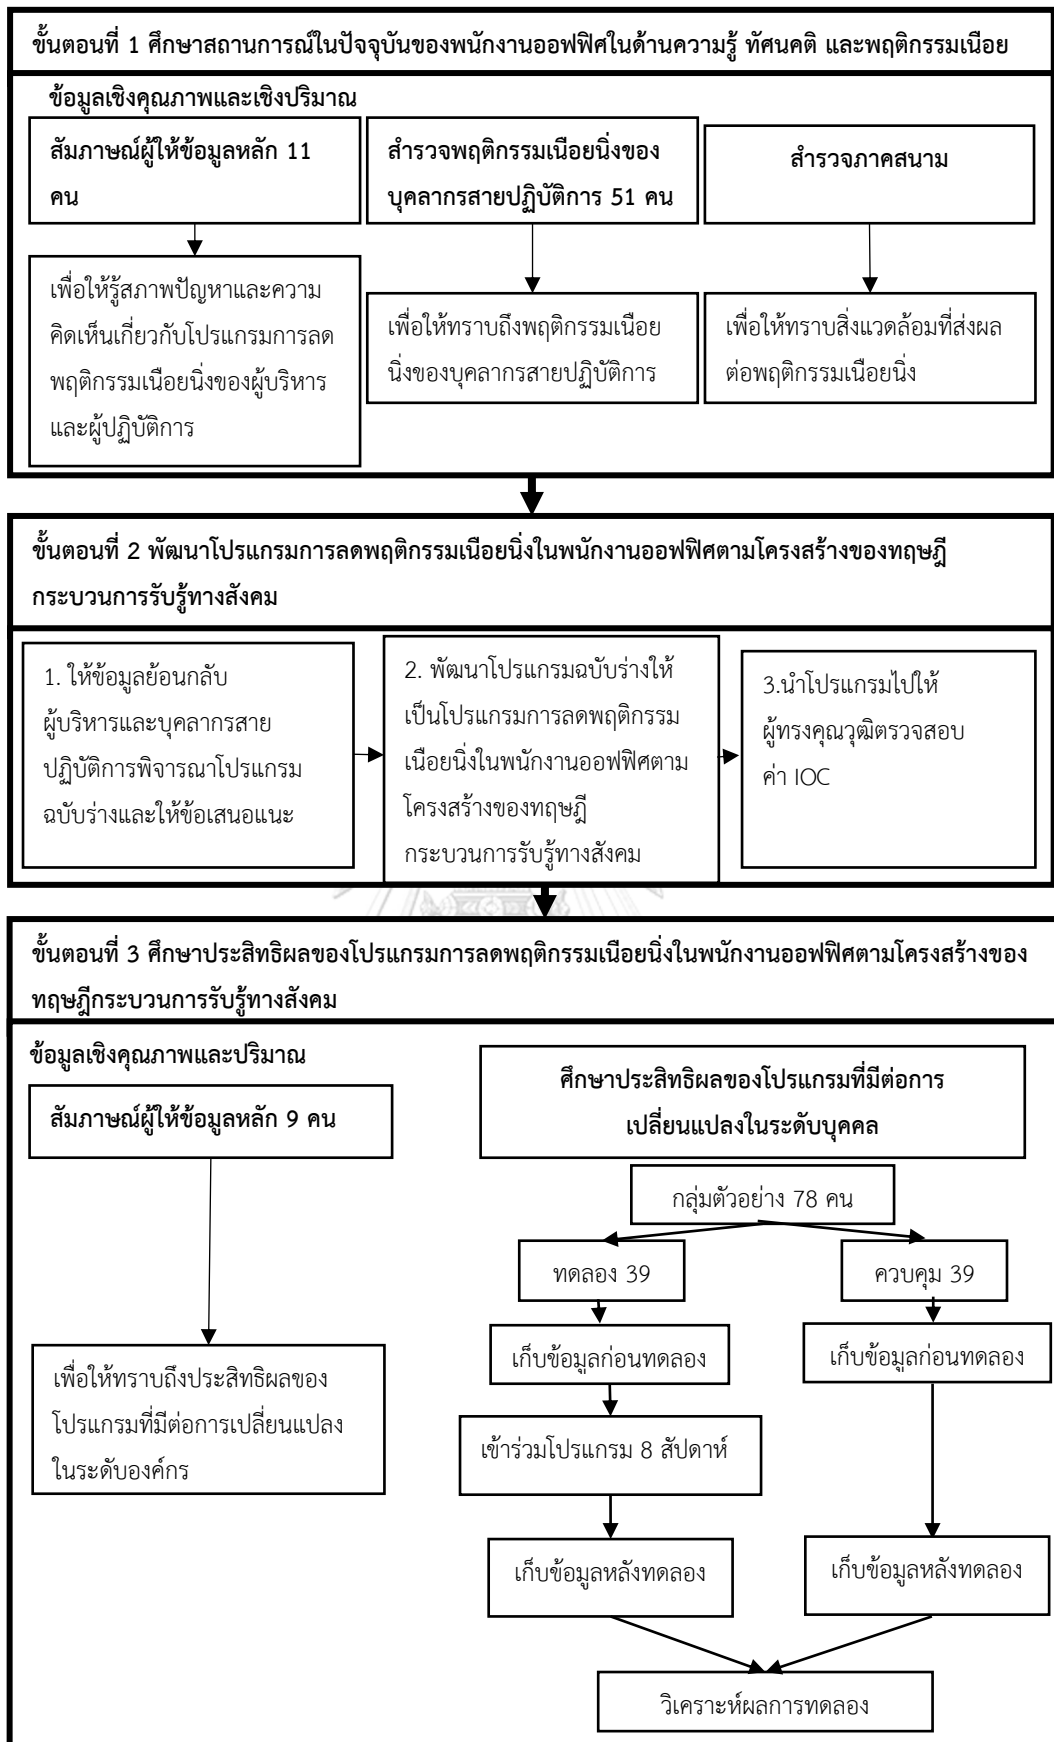 ขั้นตอนที่ 1 ศึกษาสถานการณ์ในปัจจุบันของพนักงานออฟฟิศในด้านความรู้ ทัศนคติ และพฤติกรรมเนือย
ข้อมูลเชิงคุณภาพและเชิงปริมาณ
สัมภาษณ์ผู้ให้ข้อมูลหลัก 11
คน
สำรวจพฤติกรรมเนือยนิ่งของ
บุคลากรสายปฏิบัติการ 51 คน
สำรวจภาคสนาม
เพื่อให้รู้สภาพปัญหาและความ
คิดเห็นเกี่ยวกับโปรแกรมการลด
พฤติกรรมเนือยนิ่งของผู้บริหาร
และผู้ปฏิบัติการ
เพื่อให้ทราบถึงพฤติกรรมเนือย
นิ่งของบุคลากรสายปฏิบัติการ
เพื่อให้ทราบสิ่งแวดล้อมที่ส่งผล
ต่อพฤติกรรมเนือยนิ่ง
ขั้นตอนที่ 2 พัฒนาโปรแกรมการลดพฤติกรรมเนือยนิ่งในพนักงานออฟฟิศตามโครงสร้างของทฤษฎี
กระบวนการรับรู้ทางสังคม
1. ให้ข้อมูลย้อนกลับ
ผู้บริหารและบุคลากรสาย
ปฏิบัติการพิจารณาโปรแกรม
ฉบับร่างและให้ข้อเสนอแนะ
2. พัฒนาโปรแกรมฉบับร่างให้
เป็นโปรแกรมการลดพฤติกรรม
เนือยนิ่งในพนักงานออฟฟิศตาม
โครงสร้างของทฤษฎี
กระบวนการรับรู้ทางสังคม
3.นำโปรแกรมไปให้
ผู้ทรงคุณวุฒิตรวจสอบ
ค่า IOC
ขั้นตอนที่ 3 ศึกษาประสิทธิผลของโปรแกรมการลดพฤติกรรมเนือยนิ่งในพนักงานออฟฟิศตามโครงสร้างของ
ทฤษฎีกระบวนการรับรู้ทางสังคม
ข้อมูลเชิงคุณภาพและปริมาณ
สัมภาษณ์ผู้ให้ข้อมูลหลัก 9 คน
เพื่อให้ทราบถึงประสิทธิผลของ
โปรแกรมที่มีต่อการเปลี่ยนแปลง
ในระดับองค์กร
ศึกษาประสิทธิผลของโปรแกรมที่มีต่อการ
เปลี่ยนแปลงในระดับบุคคล
กลุ่มตัวอย่าง 78 คน
ทดลอง 39
ควบคุม 39
เก็บข้อมูลก่อนทดลอง
เก็บข้อมูลก่อนทดลอง
เข้าร่วมโปรแกรม 8 สัปดาห์
เก็บข้อมูลหลังทดลอง
เก็บข้อมูลหลังทดลอง
วิเคราะห์ผลการทดลอง